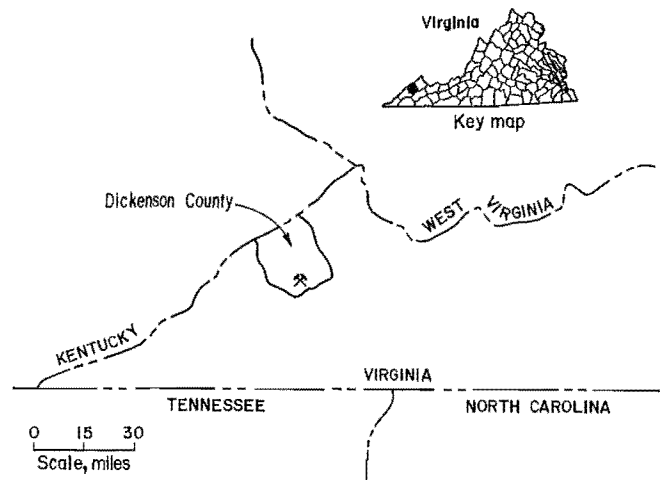 Virginia
Key map
Dickenson County
WEST VIRGINIA
KENTUCKY
VIRGINIA
TENNESSEE
NORTH CAROLINA
0 15 30
Scale, miles